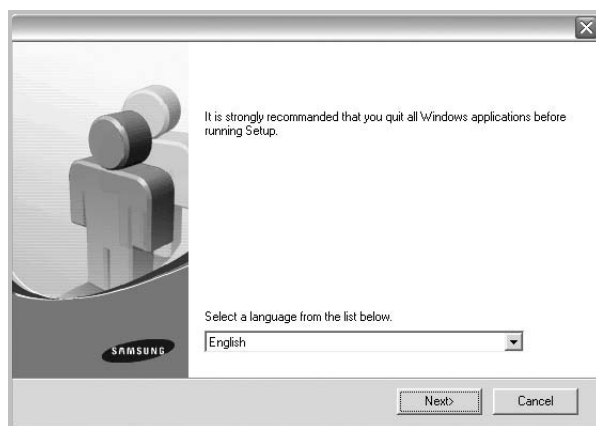 It is strongly recommanded that you quit all Windows applications before
running Setup.
Select a language from the list below.
English
SAMSUNG
Next>
Cancel